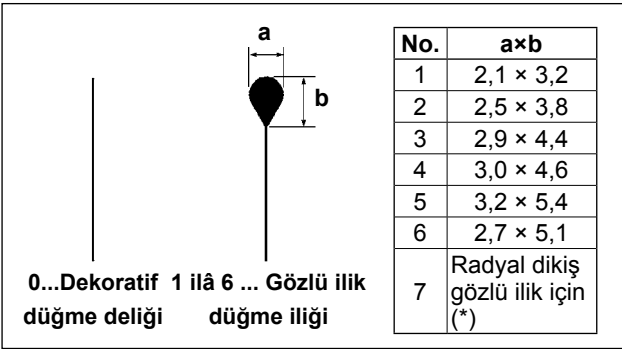 a
b
0...Dekoratif düğme deliği
1 ilâ 6 ... Gözlü ilik düğme iliği
No. a×b
1 2,1 × 3,2
2 2,5 × 3,8
3 2,9 × 4,4
4 3,0 × 4,6
5 3,2 × 5,4
6 2,7 × 5,1
7 Radyal dikiş
gözlü ilik için
(*)